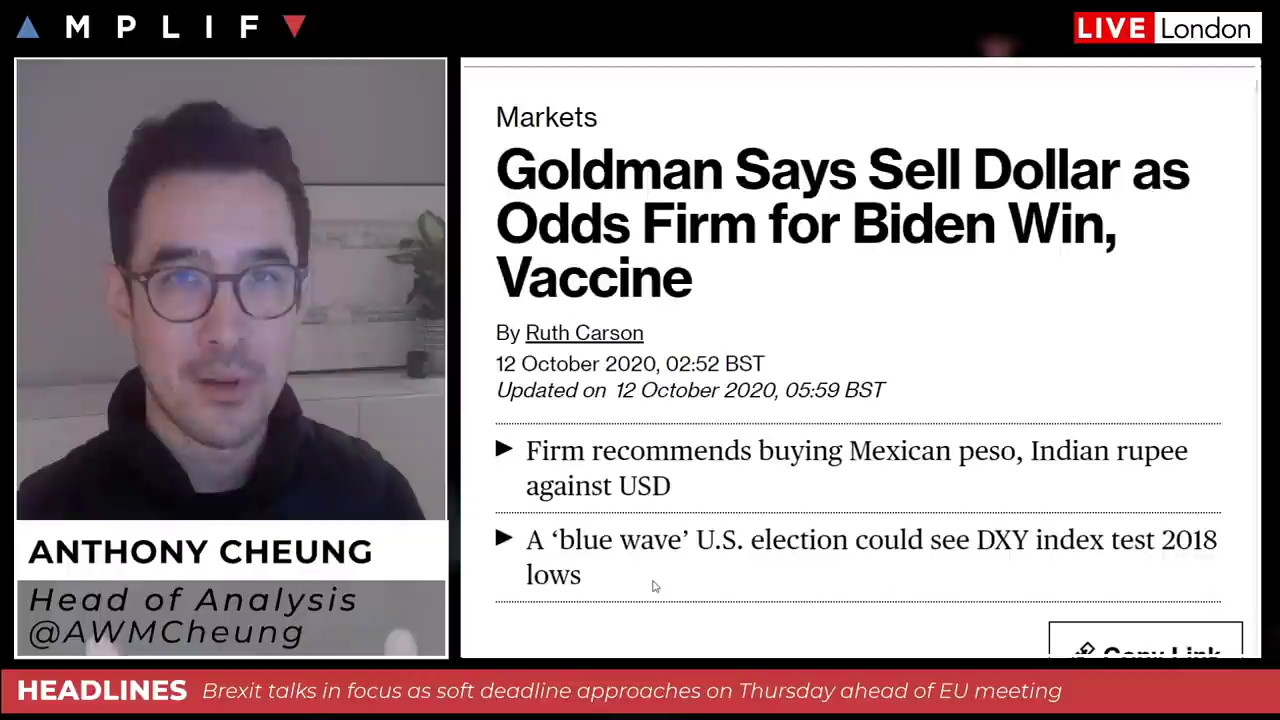 AMPLIFY
LIVE London
Markets
Goldman Says Sell Dollar as
Odds Firm for Biden Win,
Vaccine
By Ruth Carson
12 October 2020, 02:52 BST
Updated on 12 October 2020, 05:59 BST
Firm recommends buying Mexican peso, Indian rupee
against USD
A ‘blue wave’ U.S. election could see DXY index test 2018
lows
Copy Link
ANTHONY CHEUNG
Head of Analysis
@AWMCheung
HEADLINES Brexit talks in focus as soft deadline approaches on Thursday ahead of EU meeting